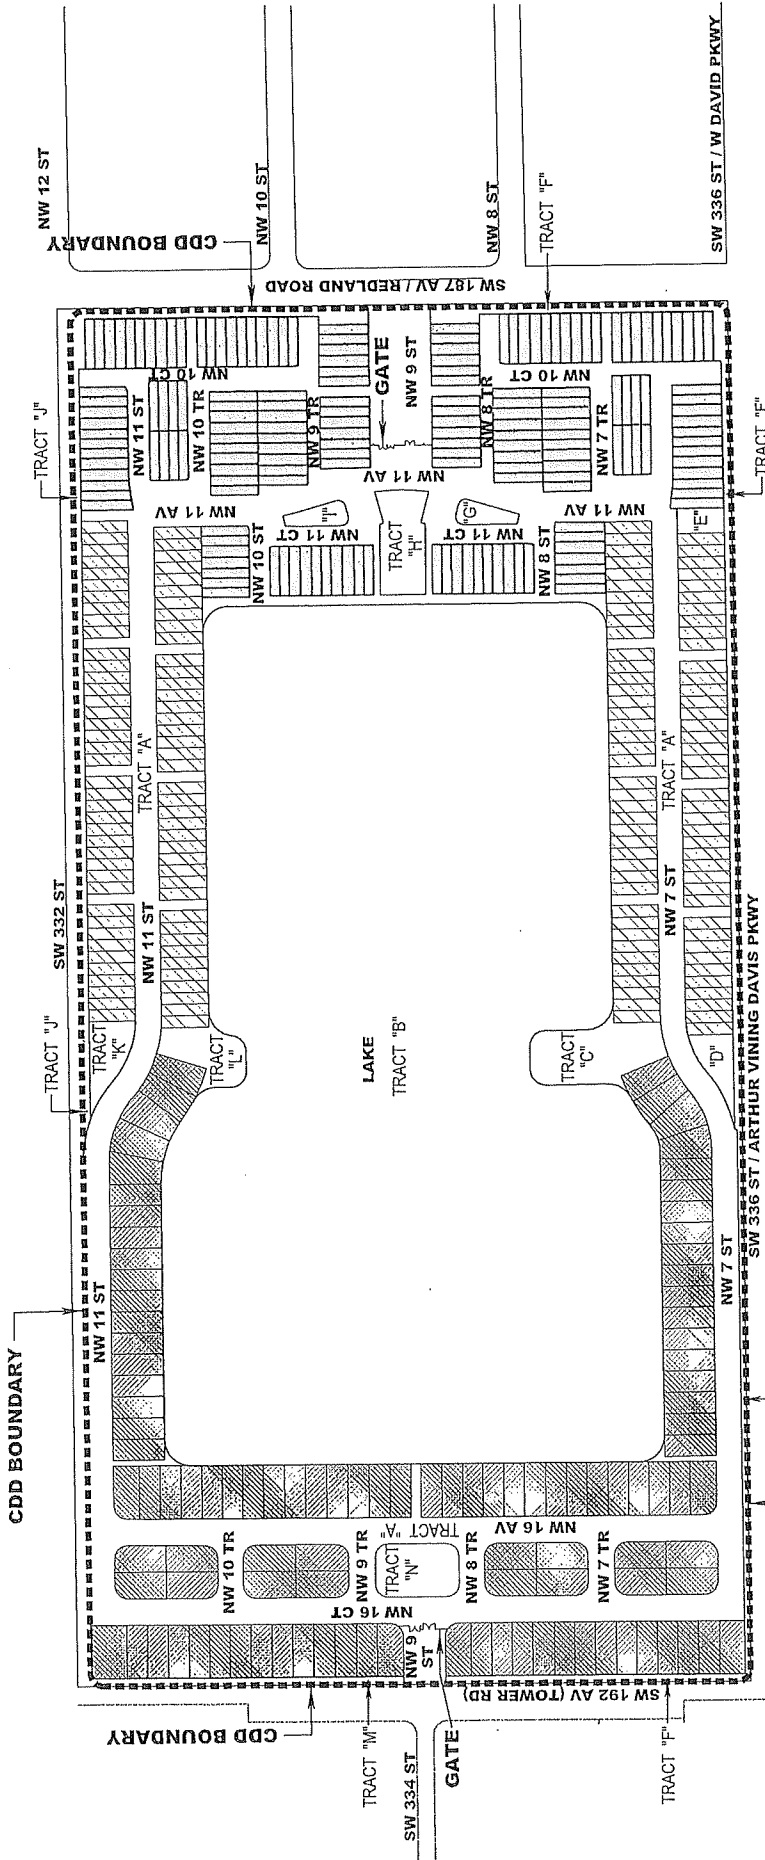 NW 12 ST
CDD BOUNDARY
NW 10 ST
NW 8 ST
TRACT "F"
SW 336 ST / W DAVID PKWY
SW 187 AV / REDLAND ROAD
TRACT "J"
NW 10 CT
NW 11 ST
NW 10 TR
NW 9 TR
GATE
NW 9 ST
NW 8 TR
NW 10 CT
NW 7 TR
TRACT "F"
NW 11 AV
NW 11 AV
NW 11 AV
NW 10 ST
"I"
NW 11 CT
TRACT
"H"
"G"
NW 11 CT
NW 8 ST
"E"
SW 332 ST
TRACT "A"
TRACT "A"
NW 11 ST
NW 7 ST
TRACT "J"
TRACT
"K"
TRACT
"L"
LAKE
TRACT "B"
TRACT
"C"
"D"
SW 336 ST / ARTHUR VINING DAVIS PKWY
CDD BOUNDARY
NW 11 ST
NW 7 ST
TRACT "A"
NW 16 AV
NW 10 TR
NW 9 TR
TRACT
"N"
NW 8 TR
NW 7 TR
NW 16 CT
NW 9
ST
SW 192 AV (TOWER RD)
CDD BOUNDARY
TRACT "M"
SW 334 ST
GATE
TRACT "F"